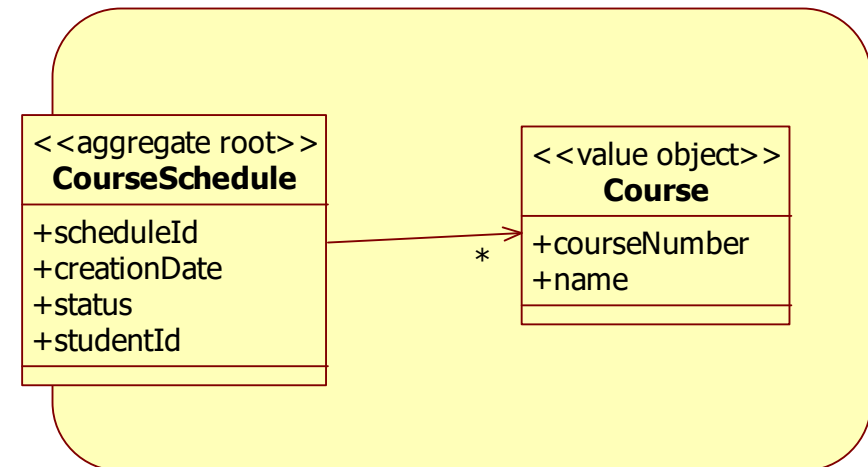 <<aggregate root>>
CourseSchedule
+scheduleId
+creationDate
+status
+studentId
*
<<value object>>
Course
+courseNumber
+name